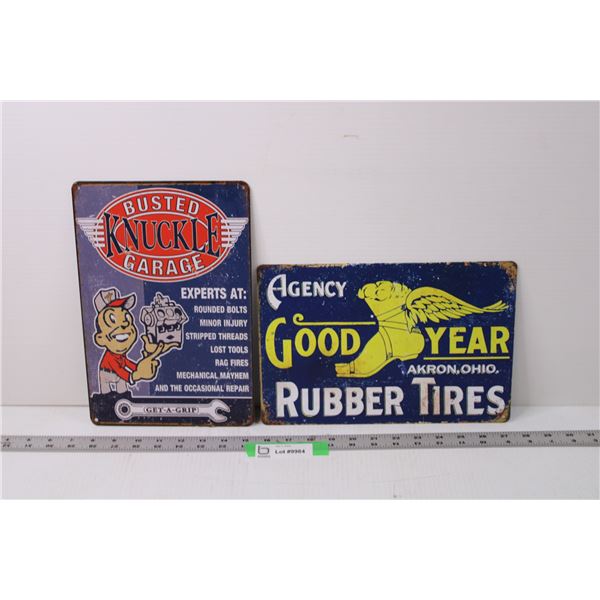 BUSTED
KNUCKLE
GARAGE
EXPERTS AT:
ROUNDED BOLTS
MINOR INJURY
STRIPPED THREADS
LOST TOOLS
RAG FIRES
MECHANICAL MAYHEM
AND THE OCCASIONAL REPAIR
GET-A-GRIP
AGENCY
GOOD YEAR
AKRON, OHIO.
RUBBER TIRES
Lot #9984